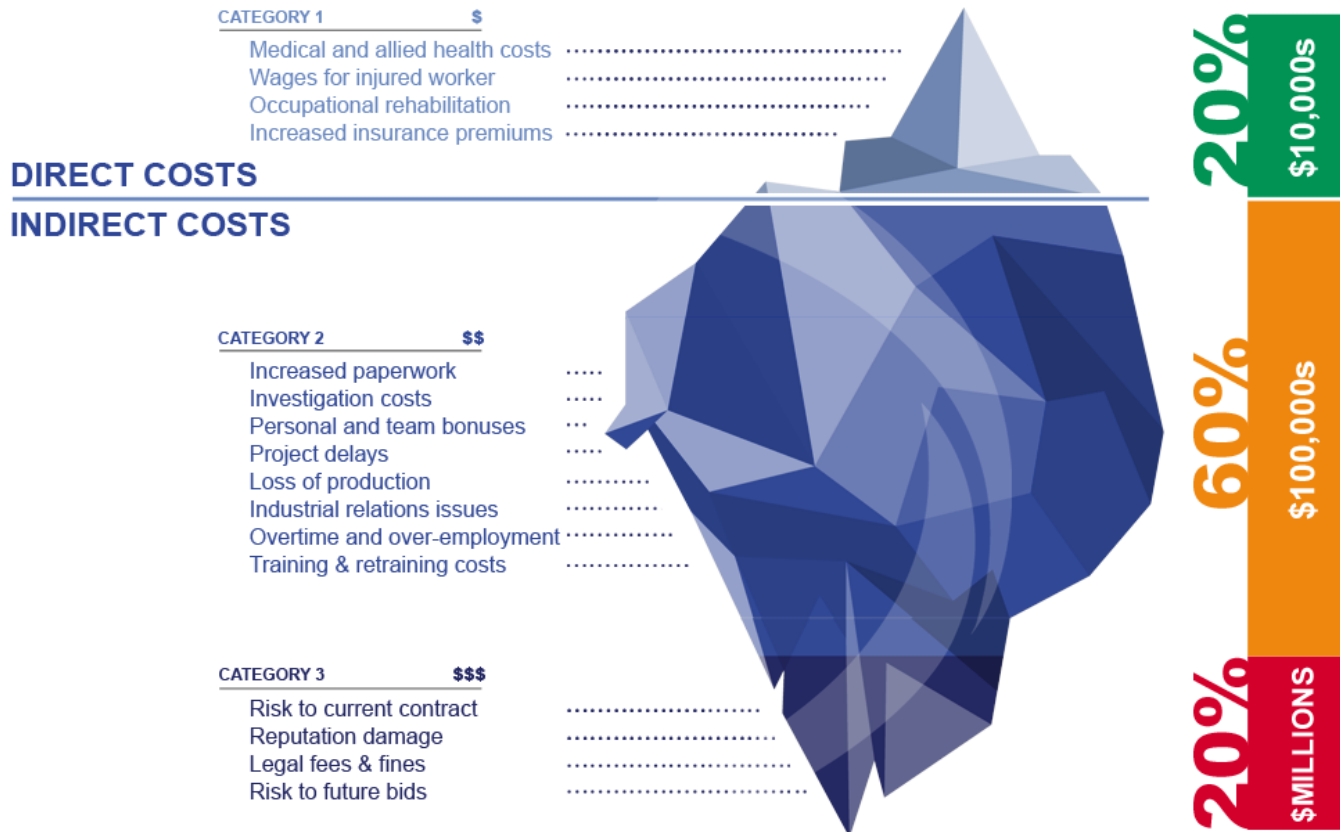 CATEGORY 1 $
Medical and allied health costs
Wages for injured worker
Occupational rehabilitation
Increased insurance premiums
DIRECT COSTS
INDIRECT COSTS
CATEGORY 2 $$
Increased paperwork
Investigation costs
Personal and team bonuses
Project delays
Loss of production
Industrial relations issues
Overtime and over-employment
Training & retraining costs
CATEGORY 3 $$$
Risk to current contract
Reputation damage
Legal fees & fines
Risk to future bids
20%
$10,000s
60%
$100,000s
20%
$MILLIONS